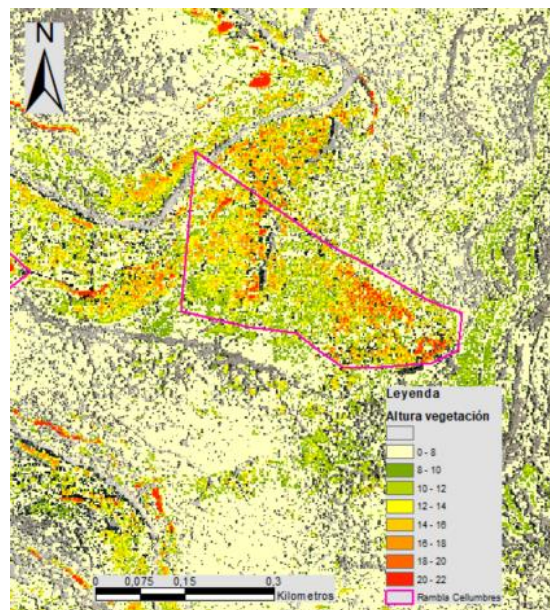 N
Leyenda
Altura vegetación
0 - 8
8 - 10
10 - 12
12 - 14
14 - 16
16 - 18
18 - 20
20 - 22
Rambla Cellumbres
0 0,075 0,15 0,3
Kilometros